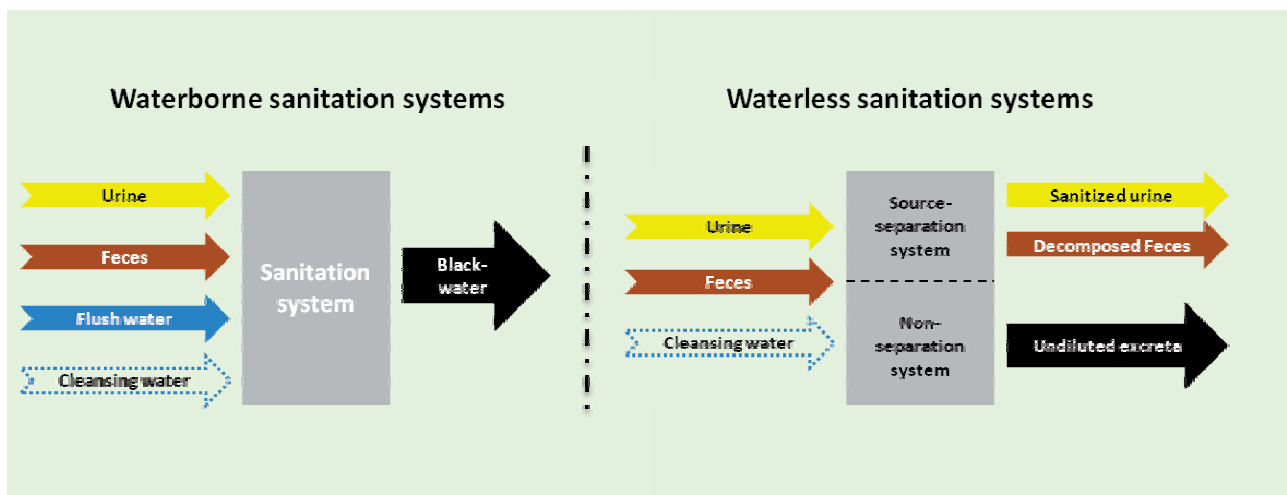 Waterborne sanitation systems
Urine
Feces
Flush water
Cleansing water
Sanitation
system
Black-
water
Waterless sanitation systems
Urine
Feces
Cleansing water
Source-
separation
system
Non-
separation
system
Sanitized urine
Decomposed Feces
Undiluted excreta